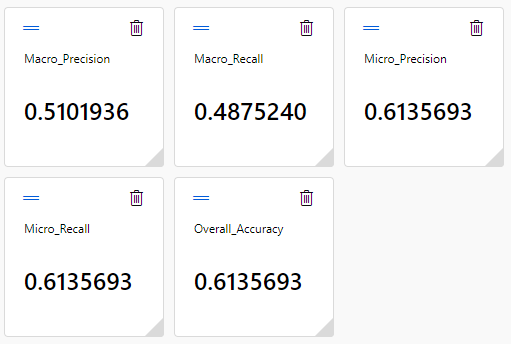 Macro_Precision
0.5101936
Macro_Recall
0.4875240
Micro_Precision
0.6135693
Micro_Recall
0.6135693
Overall_Accuracy
0.6135693